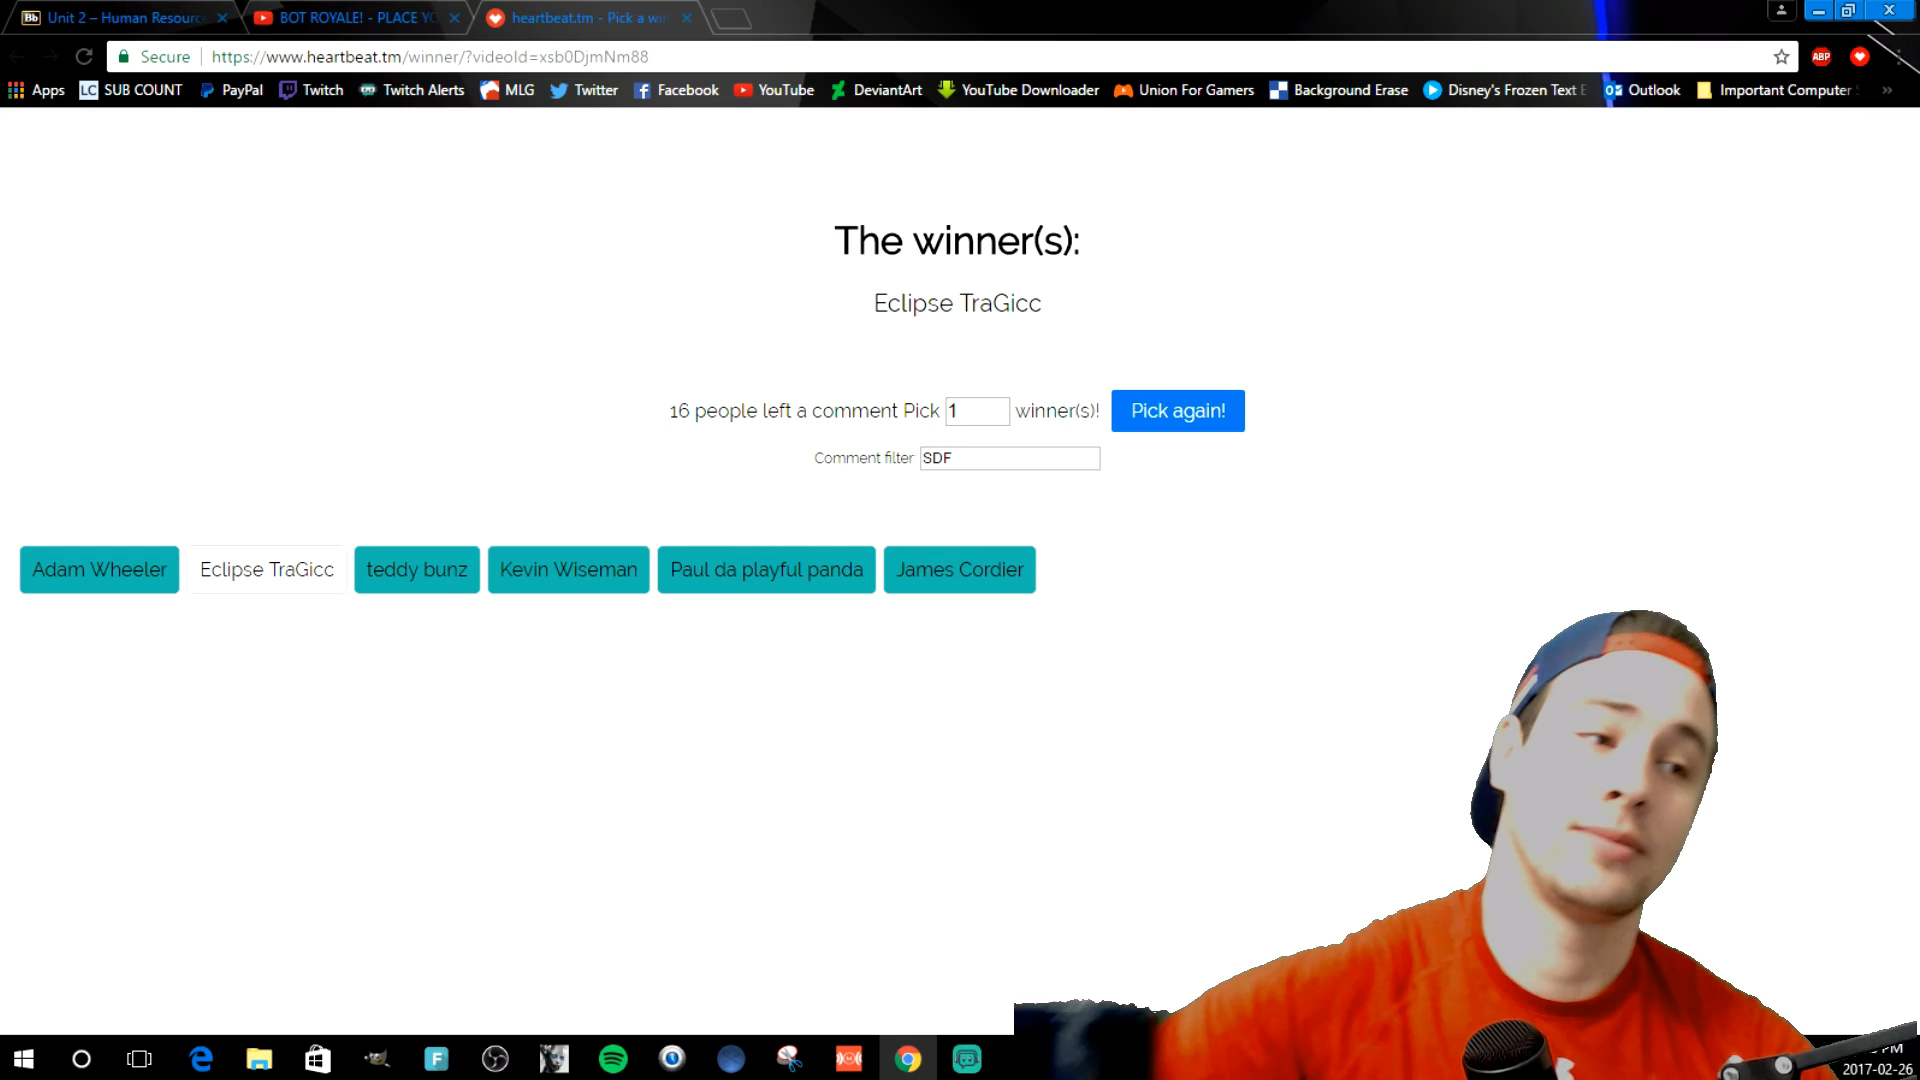 Unit 2 – Human Resourc
BOT ROYALE! - PLACE YO
heartbeat.tm - Pick a wi
Secure
https://www.heartbeat.tm/winner/?videoId=xsb0DjmNm88
ABP
Apps
LC SUB COUNT
PayPal
Twitch
Twitch Alerts
MLG
Twitter
Facebook
YouTube
DeviantArt
YouTube Downloader
Union For Gamers
Background Erase
Disney's Frozen Text E
Outlook
Important Computer
The winner(s):
Eclipse TraGicc
16 people left a comment Pick 1 winner(s)! Pick again!
Comment filter SDF
Adam Wheeler
Eclipse TraGicc
teddy bunz
Kevin Wiseman
Paul da playful panda
James Cordier
PM
2017-02-26